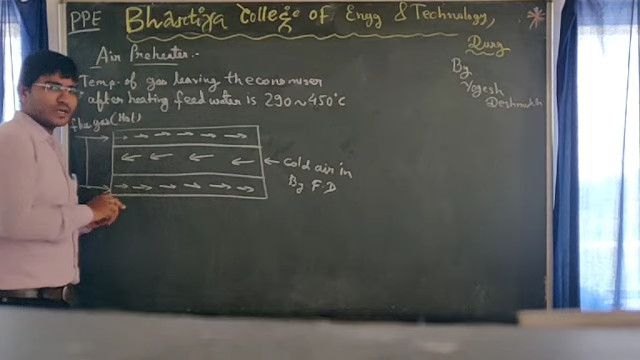 PPE
Bhartiya College of Engg & Technology,
Durg
By
Yogesh
Deshmukh
Air Preheater:-
Temp. of gas leaving the economiser
after heating feed water is 290~450°C
flue gas (Hot)
Cold air in
By F.D